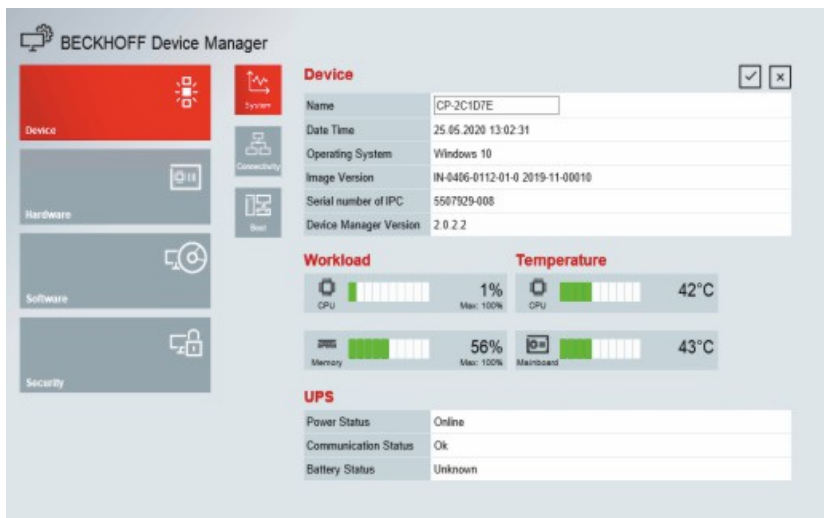 BECKHOFF Device Manager
Device
Hardware
Software
Security
System
Connectivity
Boot
Device
Name CP-2C1D7E
Date Time 25.05.2020 13:02:31
Operating System Windows 10
Image Version IN-0406-0112-01-0 2019-11-00010
Serial number of IPC 5507929-008
Device Manager Version 2.0.2.2
Workload
CPU 1% Max: 100%
Memory 56% Max: 100%
Temperature
CPU 42°C
Mainboard 43°C
UPS
Power Status Online
Communication Status Ok
Battery Status Unknown